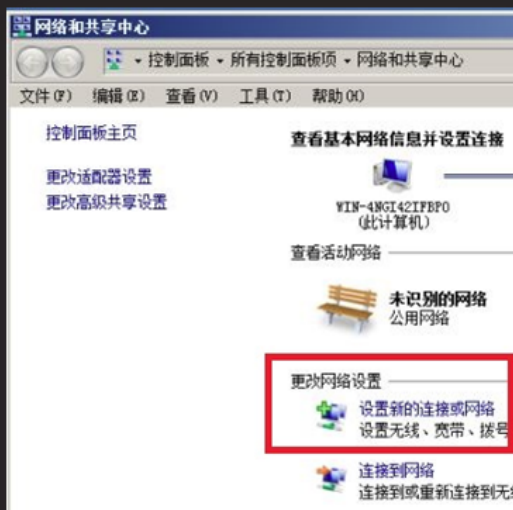 网络和共享中心
控制面板 所有控制面板项 网络和共享中心
文件(F) 编辑(E) 查看(V) 工具(T) 帮助(H)
控制面板主页
更改适配器设置
更改高级共享设置
查看基本网络信息并设置连接
WIN-4NGI42IFBPO
(此计算机)
查看活动网络
未识别的网络
公用网络
更改网络设置
设置新的连接或网络
设置无线、宽带、拨号
连接到网络
连接到或重新连接到无